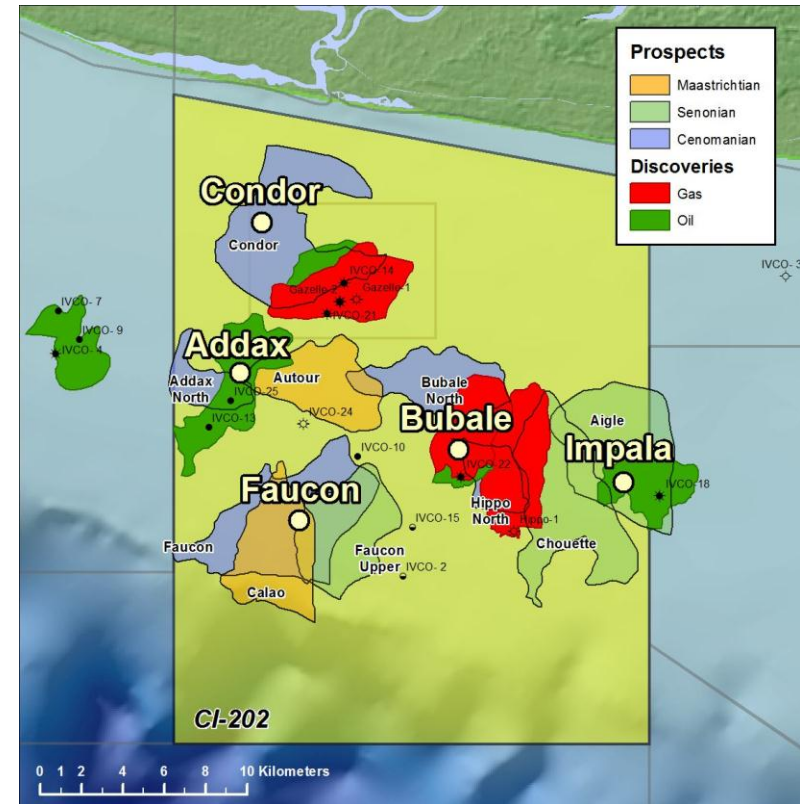 Prospects
Maastrichtian
Senonian
Cenomanian
Discoveries
Gas
Oil
Condor
Condor
IVCO-14
Gazelle-2
Gazelle-1
IVCO-21
IVCO- 3
IVCO- 7
IVCO- 9
IVCO- 4
Addax
Addax
North
Autour
IVCO-25
IVCO-13
IVCO-24
Bubale
North
Bubale
IVCO-10
IVCO-22
Aigle
Impala
IVCO-18
Faucon
Faucon
Hippo
North
Hippo-1
IVCO-15
Chouette
Faucon
Upper
IVCO- 2
Calao
CI-202
0 1 2 4 6 8 10 Kilometers